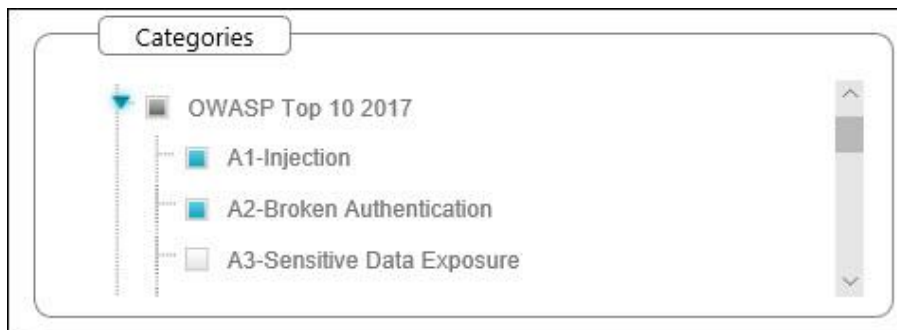 Categories
OWASP Top 10 2017
A1-Injection
A2-Broken Authentication
A3-Sensitive Data Exposure